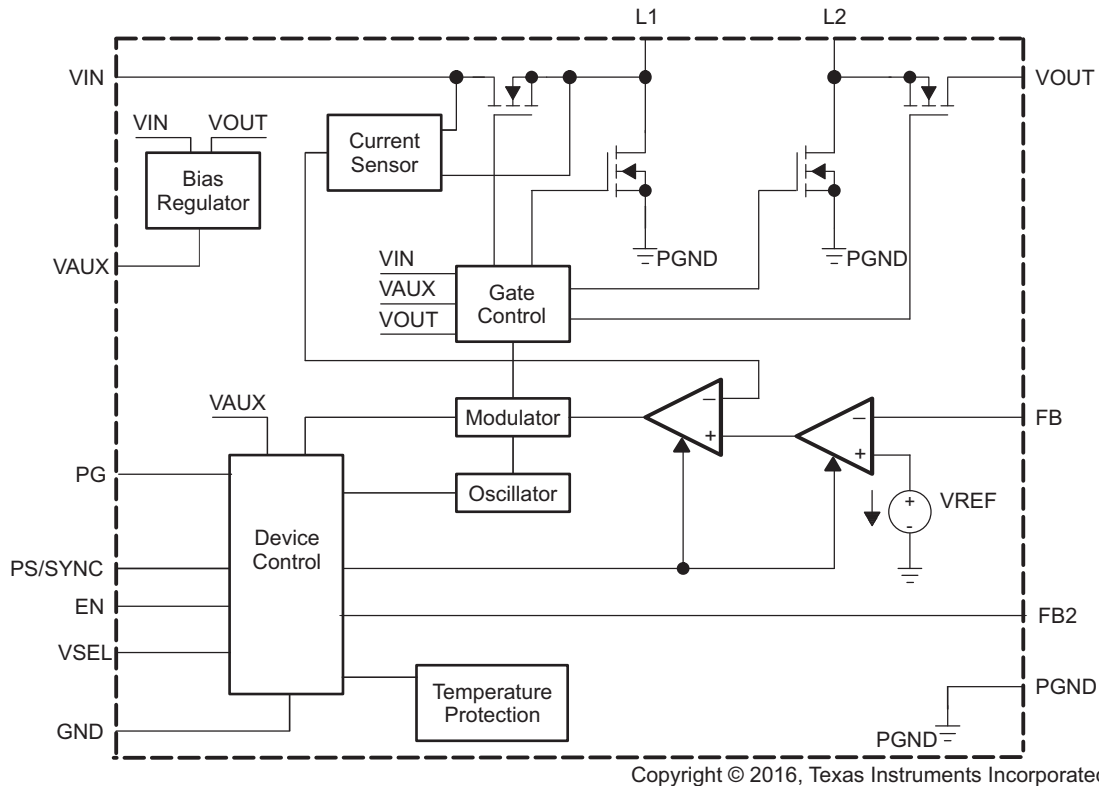 L1
L2
VIN
VOUT
VIN
VOUT
Current
Sensor
Bias
Regulator
VAUX
PGND
PGND
VIN
VAUX
VOUT
Gate
Control
VAUX
Modulator
−
+
−
+
FB
PG
Oscillator
+
-
VREF
Device
Control
PS/SYNC
EN
FB2
VSEL
Temperature
Protection
PGND
GND
PGND
Copyright © 2016, Texas Instruments Incorporated